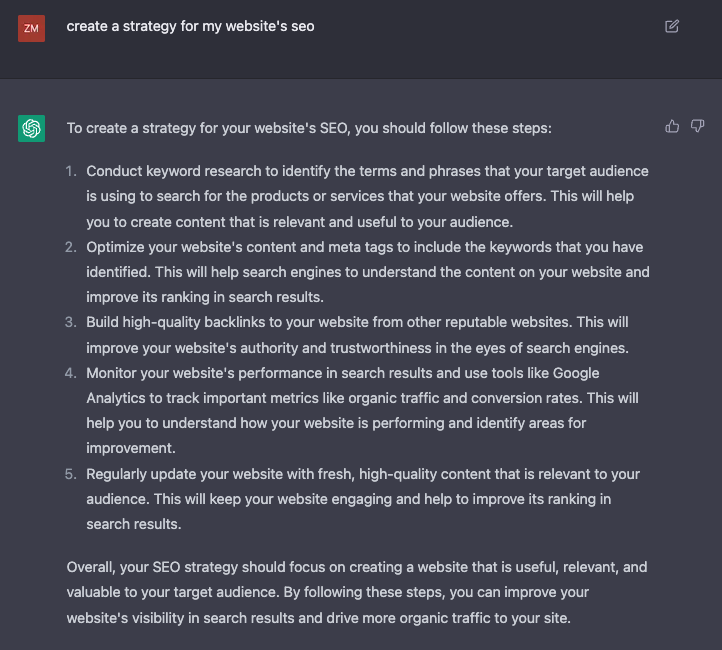 ZM
create a strategy for my website's seo
To create a strategy for your website's SEO, you should follow these steps:
1. Conduct keyword research to identify the terms and phrases that your target audience
is using to search for the products or services that your website offers. This will help
you to create content that is relevant and useful to your audience.
2. Optimize your website's content and meta tags to include the keywords that you have
identified. This will help search engines to understand the content on your website and
improve its ranking in search results.
3. Build high-quality backlinks to your website from other reputable websites. This will
improve your website's authority and trustworthiness in the eyes of search engines.
4. Monitor your website's performance in search results and use tools like Google
Analytics to track important metrics like organic traffic and conversion rates. This will
help you to understand how your website is performing and identify areas for
improvement.
5. Regularly update your website with fresh, high-quality content that is relevant to your
audience. This will keep your website engaging and help to improve its ranking in
search results.
Overall, your SEO strategy should focus on creating a website that is useful, relevant, and
valuable to your target audience. By following these steps, you can improve your
website's visibility in search results and drive more organic traffic to your site.